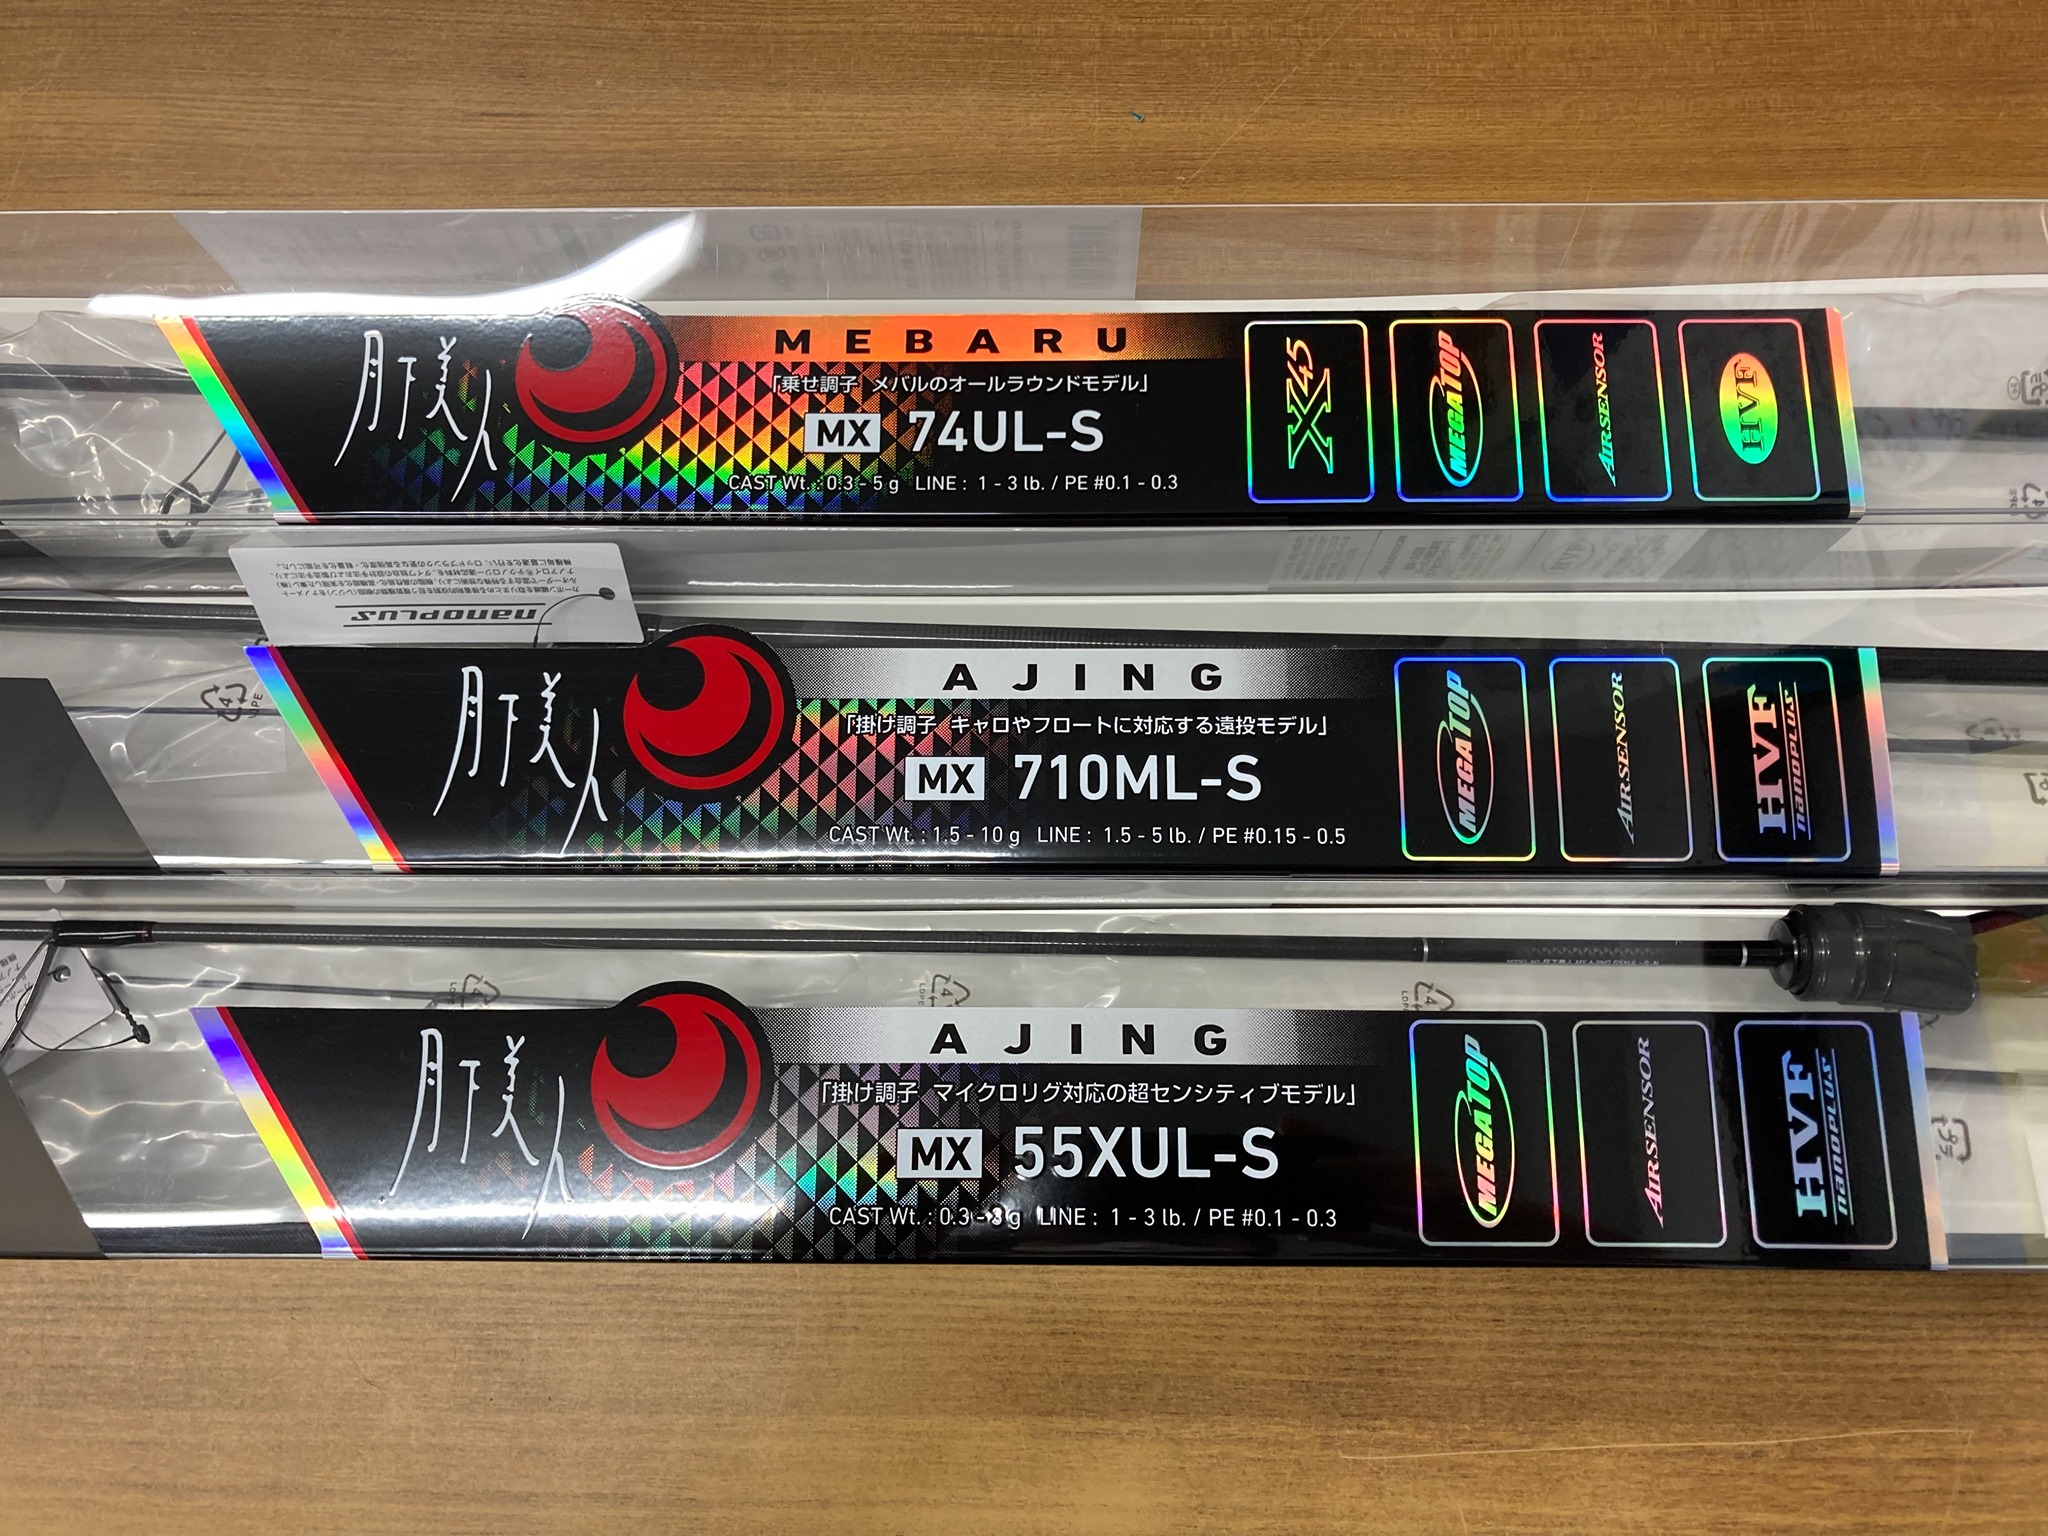 月下美人
MEBARU
「乗せ調子 メバルのオールラウンドモデル」
MX 74UL-S
CAST Wt. : 0.3 - 5 g LINE : 1 - 3 lb. / PE #0.1 - 0.3
X45
MEGATOP
AIRSENSOR
HVF
nanoplus
月下美人
AJING
「掛け調子 キャロやフロートに対応する遠投モデル」
MX 710ML-S
CAST Wt. : 1.5 - 10 g LINE : 1.5 - 5 lb. / PE #0.15 - 0.5
MEGATOP
AIRSENSOR
HVF
nanoplus
月下美人
AJING
「掛け調子 マイクロリグ対応の超センシティブモデル」
MX 55XUL-S
CAST Wt. : 0.3 - 3 g LINE : 1 - 3 lb. / PE #0.1 - 0.3
MEGATOP
AIRSENSOR
HVF
nanoplus